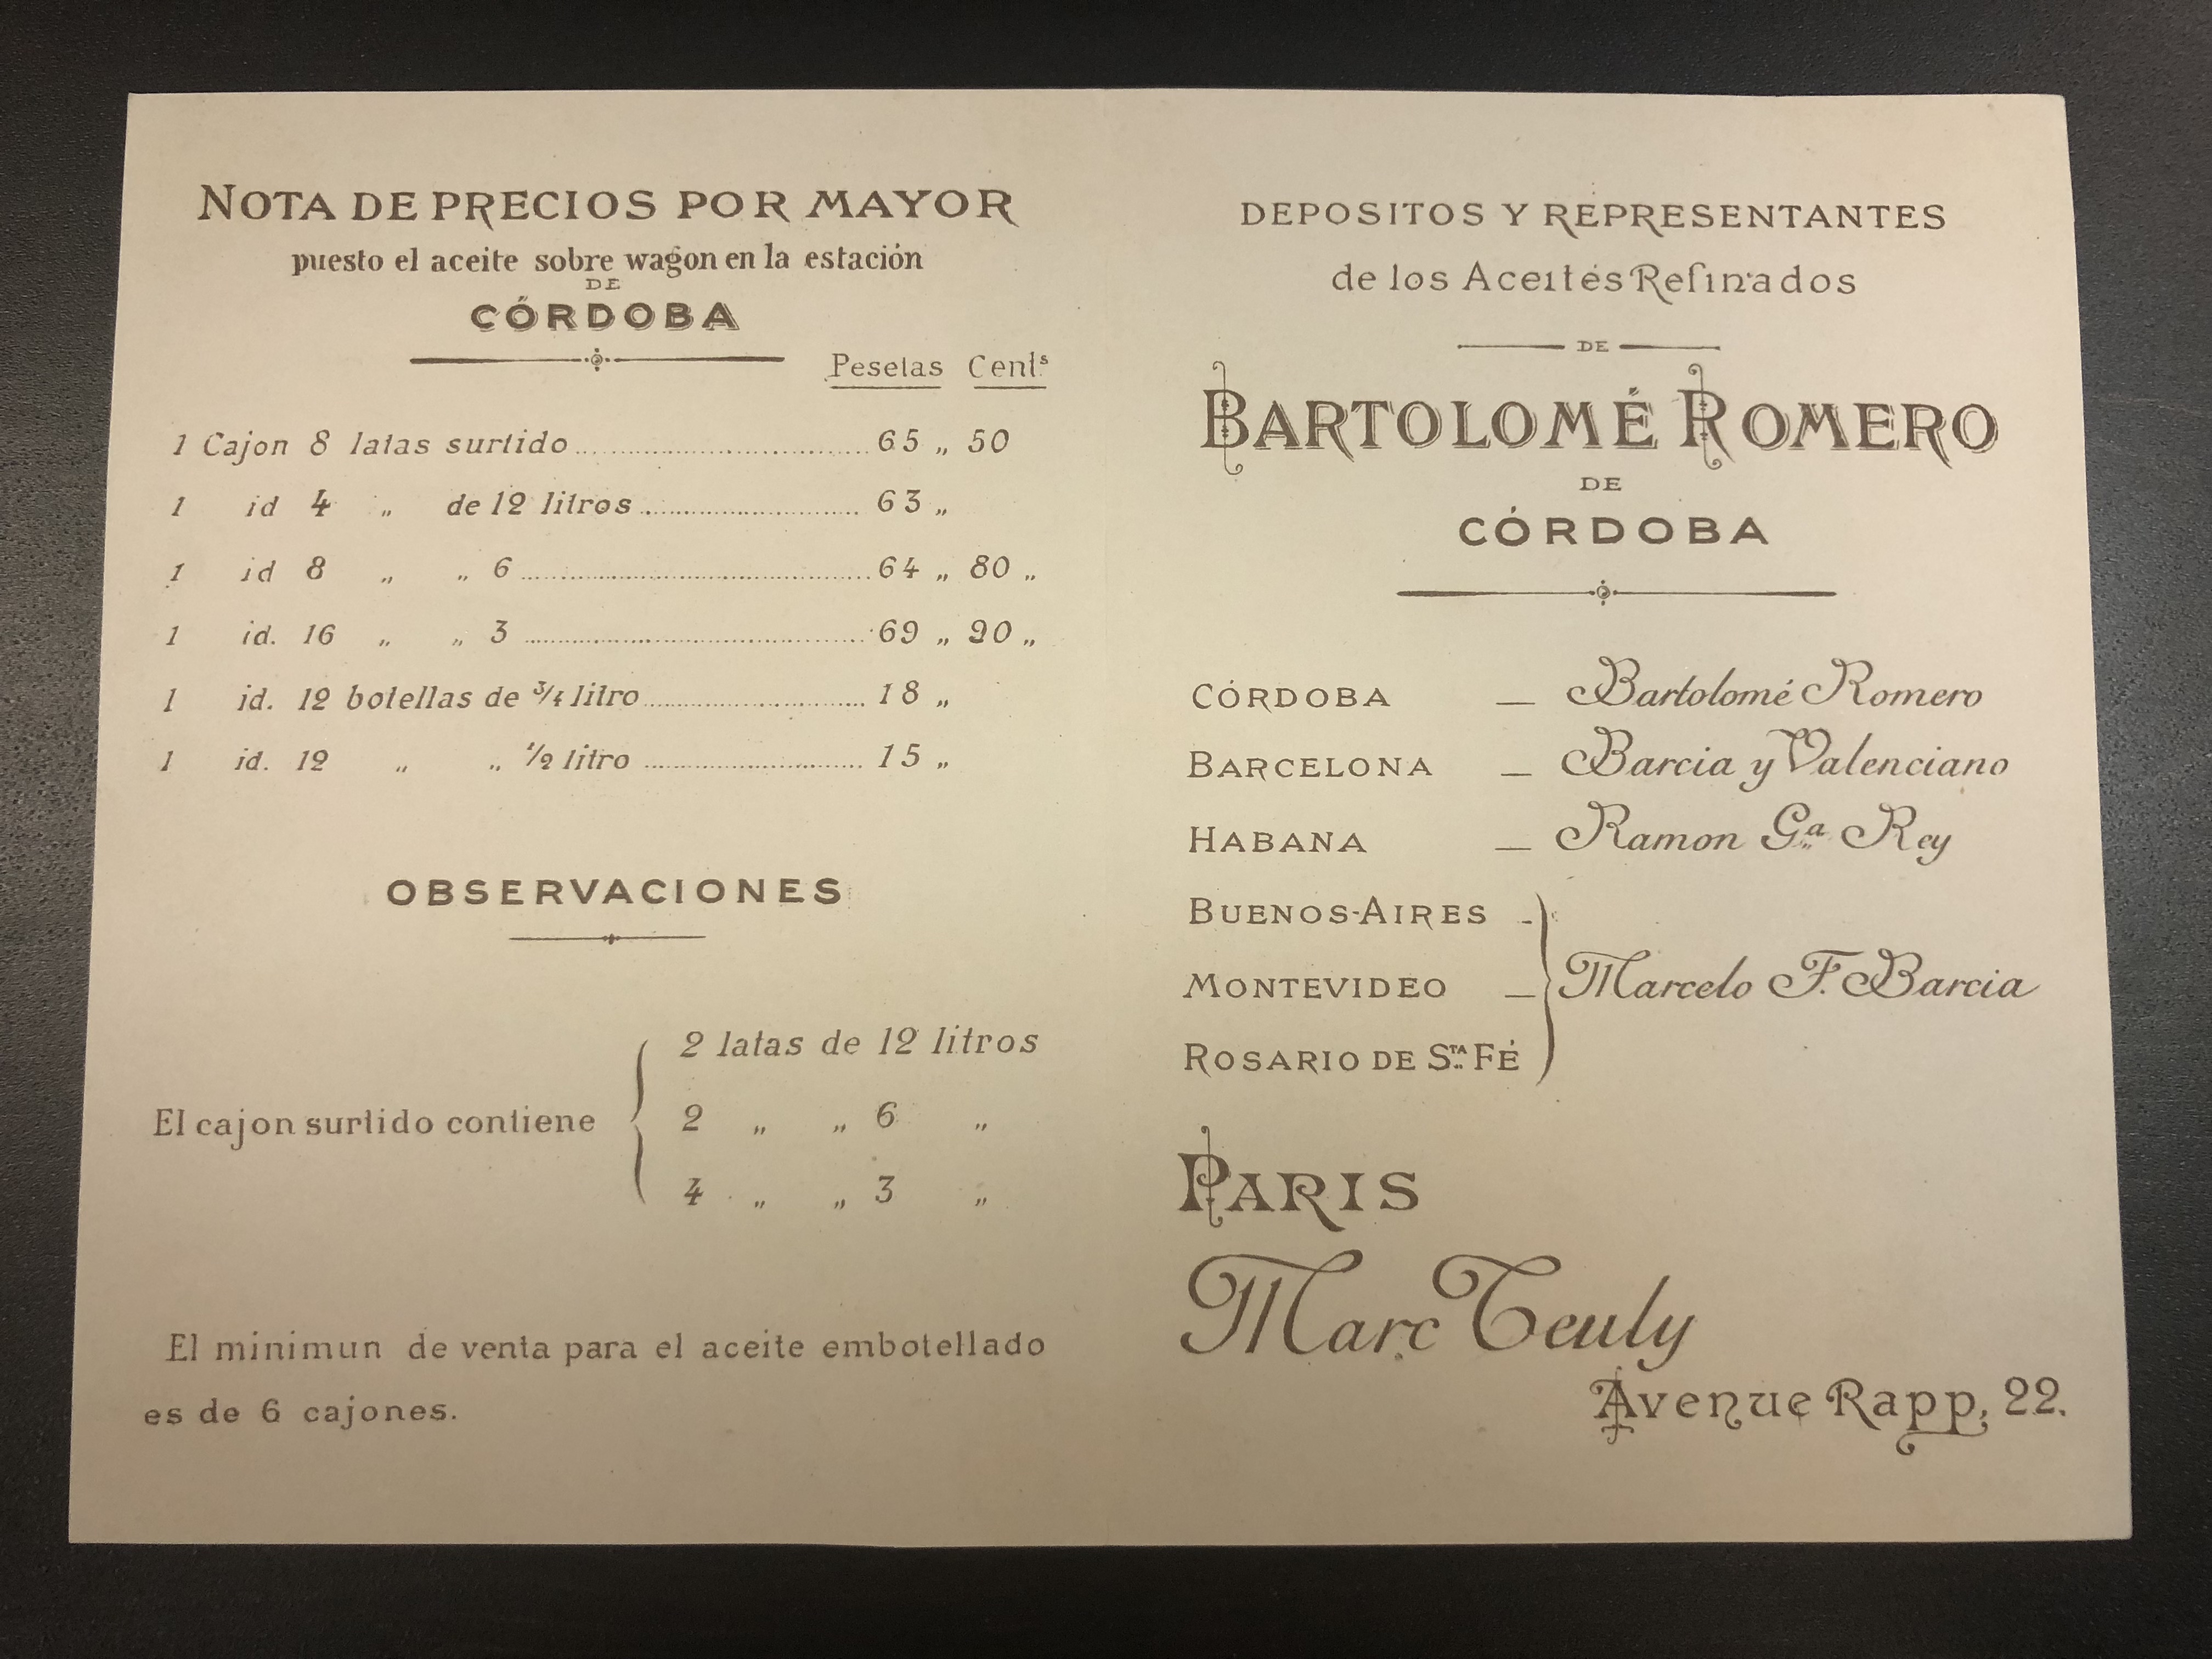 NOTA DE PRECIOS POR MAYOR
puesto el aceite sobre wagon en la estación
DE
CÓRDOBA
Pesetas Cent.s
1 Cajon 8 latas surtido 65 „ 50
1 id 4 „ de 12 litros 63 „
1 id 8 „ „ 6 64 „ 80 „
1 id. 16 „ „ 3 69 „ 90 „
1 id. 12 botellas de 3/4 litro 18 „
1 id. 12 „ „ 1/2 litro 15 „
OBSERVACIONES
El cajon surtido contiene
2 latas de 12 litros
2 „ „ 6 „
4 „ „ 3 „
El minimun de venta para el aceite embotellado
es de 6 cajones.
DEPOSITOS Y REPRESENTANTES
de los Aceites Refinados
DE
BARTOLOMÉ ROMERO
DE
CÓRDOBA
CÓRDOBA — Bartolomé Romero
BARCELONA — Barcia y Valenciano
HABANA — Ramon G.a Rey
BUENOS-AIRES -
MONTEVIDEO — Marcelo F. Barcia
ROSARIO DE S.TA FÉ
PARIS
Marc Teuly
Avenue Rapp, 22.